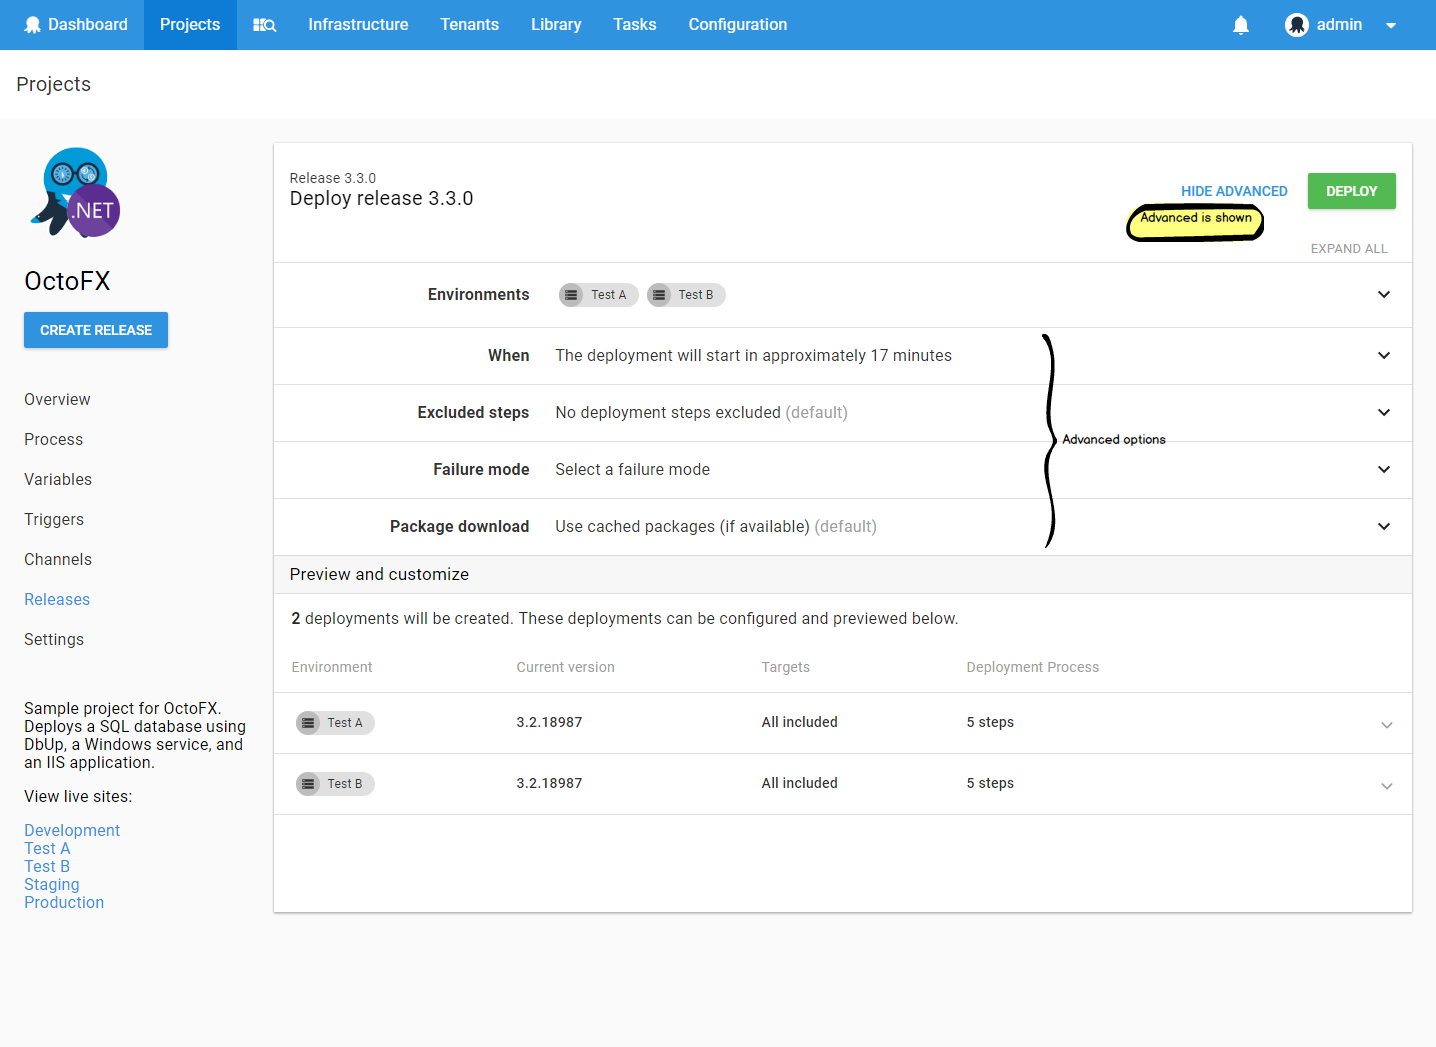 Dashboard Projects Infrastructure Tenants Library Tasks Configuration admin
Projects
.NET
OctoFX
CREATE RELEASE
Overview
Process
Variables
Triggers
Channels
Releases
Settings
Sample project for OctoFX.
Deploys a SQL database using
DbUp, a Windows service, and
an IIS application.
View live sites:
Development
Test A
Test B
Staging
Production
Release 3.3.0
Deploy release 3.3.0
HIDE ADVANCED DEPLOY
Advanced is shown
EXPAND ALL
Environments Test A Test B
When The deployment will start in approximately 17 minutes
Excluded steps No deployment steps excluded (default)
Advanced options
Failure mode Select a failure mode
Package download Use cached packages (if available) (default)
Preview and customize
2 deployments will be created. These deployments can be configured and previewed below.
Environment Current version Targets Deployment Process
Test A 3.2.18987 All included 5 steps
Test B 3.2.18987 All included 5 steps